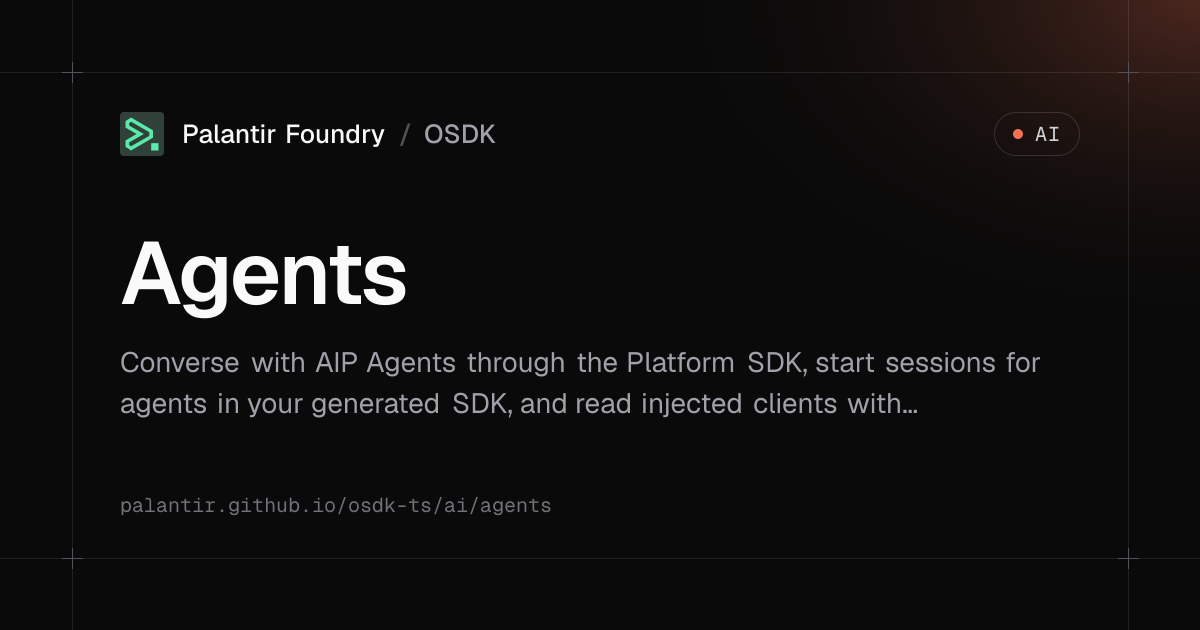 Palantir Foundry / OSDK
AI
Agents
Converse with AIP Agents through the Platform SDK, start sessions for
agents in your generated SDK, and read injected clients with…
palantir.github.io/osdk-ts/ai/agents